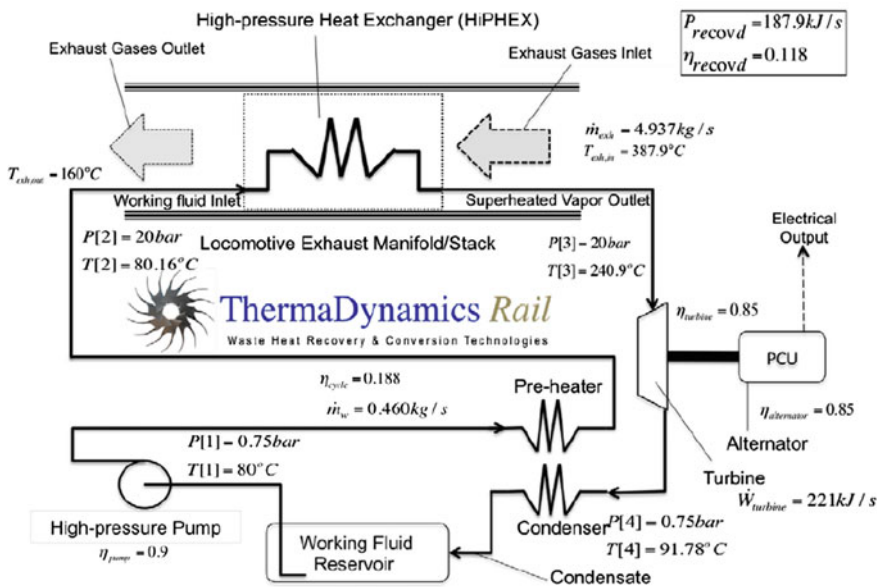 High-pressure Heat Exchanger (HiPHEX)
P_recovd = 187.9kJ / s
η_recovd = 0.118
Exhaust Gases Outlet
Exhaust Gases Inlet
ṁ_exh = 4.937kg / s
T_exh,in = 387.9°C
T_exh,out = 160°C
Working fluid Inlet
Superheated Vapor Outlet
P[2] = 20bar
T[2] = 80.16°C
Locomotive Exhaust Manifold/Stack
P[3] = 20bar
T[3] = 240.9°C
Electrical
Output
ThermaDynamics Rail
Waste Heat Recovery & Conversion Technologies
η_turbine = 0.85
PCU
η_cycle = 0.188
ṁ_w = 0.460kg / s
Pre-heater
η_alternator = 0.85
Alternator
P[1] = 0.75bar
T[1] = 80°C
Turbine
Ẇ_turbine = 221kJ / s
High-pressure Pump
η_pump = 0.9
Working Fluid
Reservoir
Condenser
P[4] = 0.75bar
T[4] = 91.78°C
Condensate